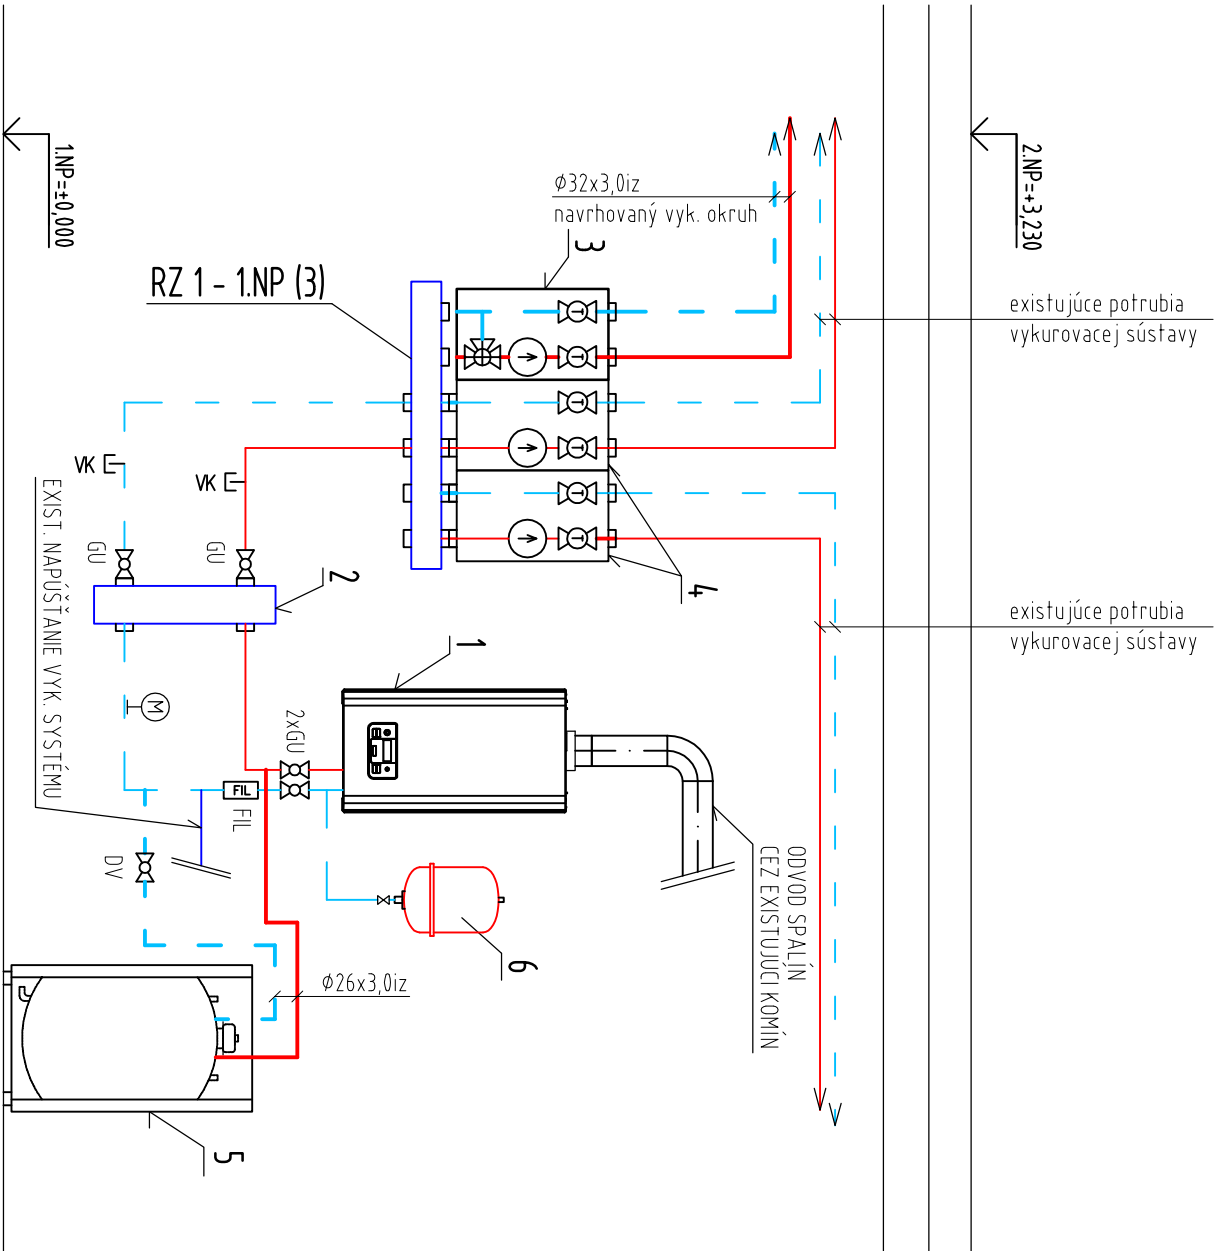 1.NP=±0,000
2.NP=+3,230
Ø32x3,0iz
navrhovaný vyk. okruh
3
RZ 1 - 1.NP (3)
existujúce potrubia
vykurovacej sústavy
VK
VK
GU
GU
2
4
existujúce potrubia
vykurovacej sústavy
EXIST. NAPÚŠŤANIE VYK. SYSTÉMU
1
M
2xGU
FIL
FIL
DV
ODVOD SPALÍN
CEZ EXISTUJÚCI KOMÍN
6
Ø26x3,0iz
5